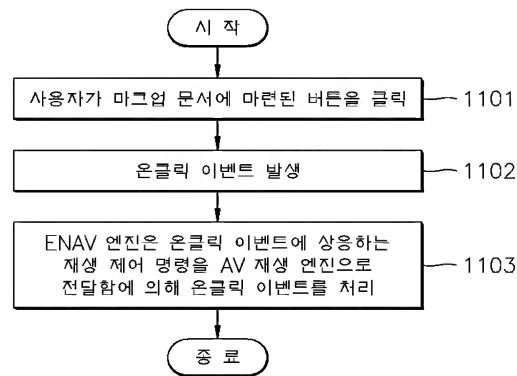 시 작
사용자가 마크업 문서에 마련된 버튼을 클릭
1101
온클릭 이벤트 발생
1102
ENAV 엔진은 온클릭 이벤트에 상응하는
재생 제어 명령을 AV 재생 엔진으로
전달함에 의해 온클릭 이벤트를 처리
1103
종 료